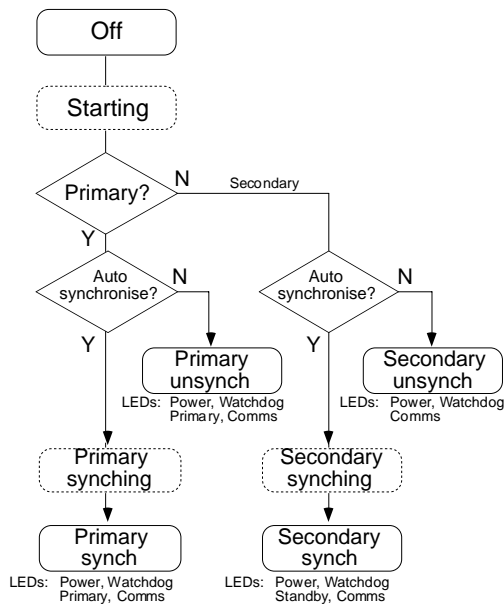 Off
Starting
Primary?
N
Secondary
Y
Auto
synchronise?
N
Y
Auto
synchronise?
N
Y
Primary
unsynch
LEDs: Power, Watchdog
Primary, Comms
Secondary
unsynch
LEDs: Power, Watchdog
Comms
Primary
synching
Secondary
synching
Primary
synch
LEDs: Power, Watchdog
Primary, Comms
Secondary
synch
LEDs: Power, Watchdog
Standby, Comms